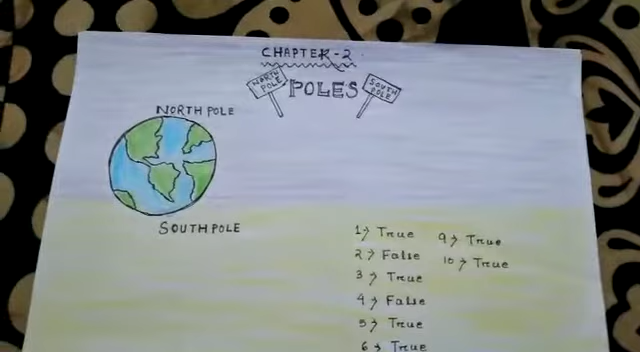 CHAPTER-2
NORTH POLE
POLES
SOUTH POLE
NORTH POLE
SOUTH POLE
1) True
2) False
3) True
4) False
5) True
6) True
9) True
10) True